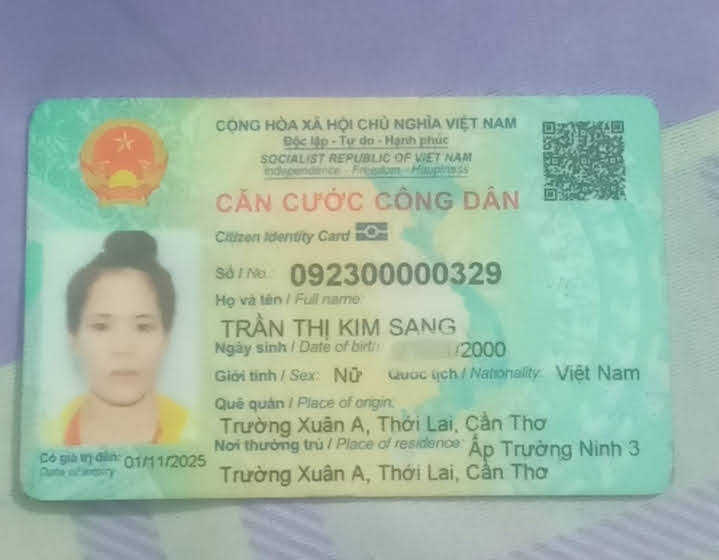 CỘNG HÒA XÃ HỘI CHỦ NGHĨA VIỆT NAM
Độc lập - Tự do - Hạnh phúc
SOCIALIST REPUBLIC OF VIET NAM
Independence - Freedom - Happiness
CĂN CƯỚC CÔNG DÂN
Citizen Identity Card
Số / No.: 092300000329
Họ và tên / Full name:
TRẦN THỊ KIM SANG
Ngày sinh / Date of birth: /2000
Giới tính / Sex: Nữ Quốc tịch / Nationality: Việt Nam
Quê quán / Place of origin:
Trường Xuân A, Thới Lai, Cần Thơ
Nơi thường trú / Place of residence: Ấp Trường Ninh 3
Trường Xuân A, Thới Lai, Cần Thơ
Có giá trị đến: 01/11/2025
Date of expiry